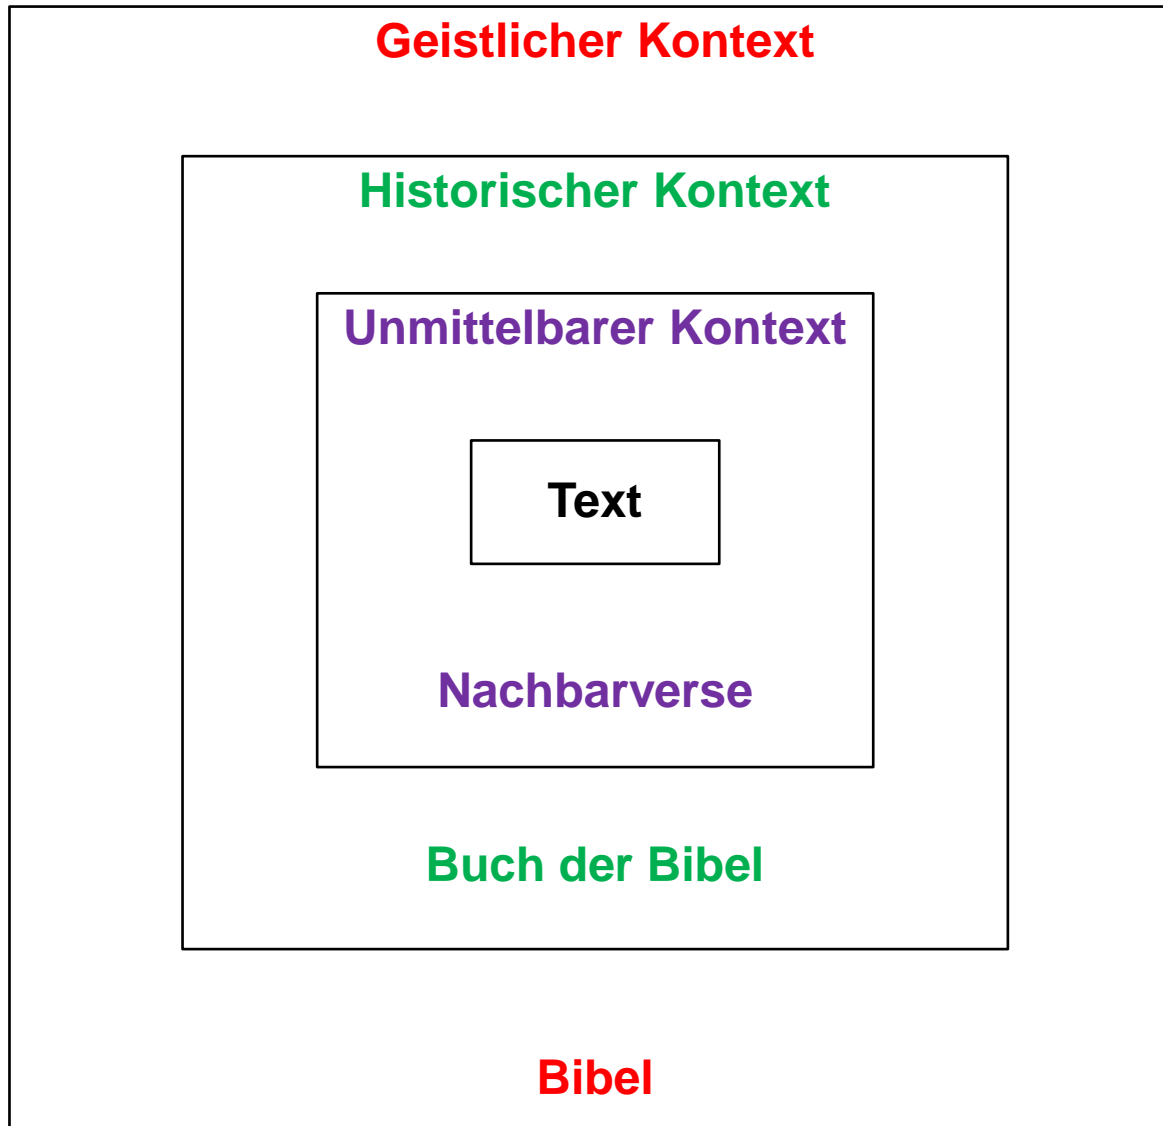 Geistlicher Kontext
Historischer Kontext
Unmittelbarer Kontext
Text
Nachbarverse
Buch der Bibel
Bibel